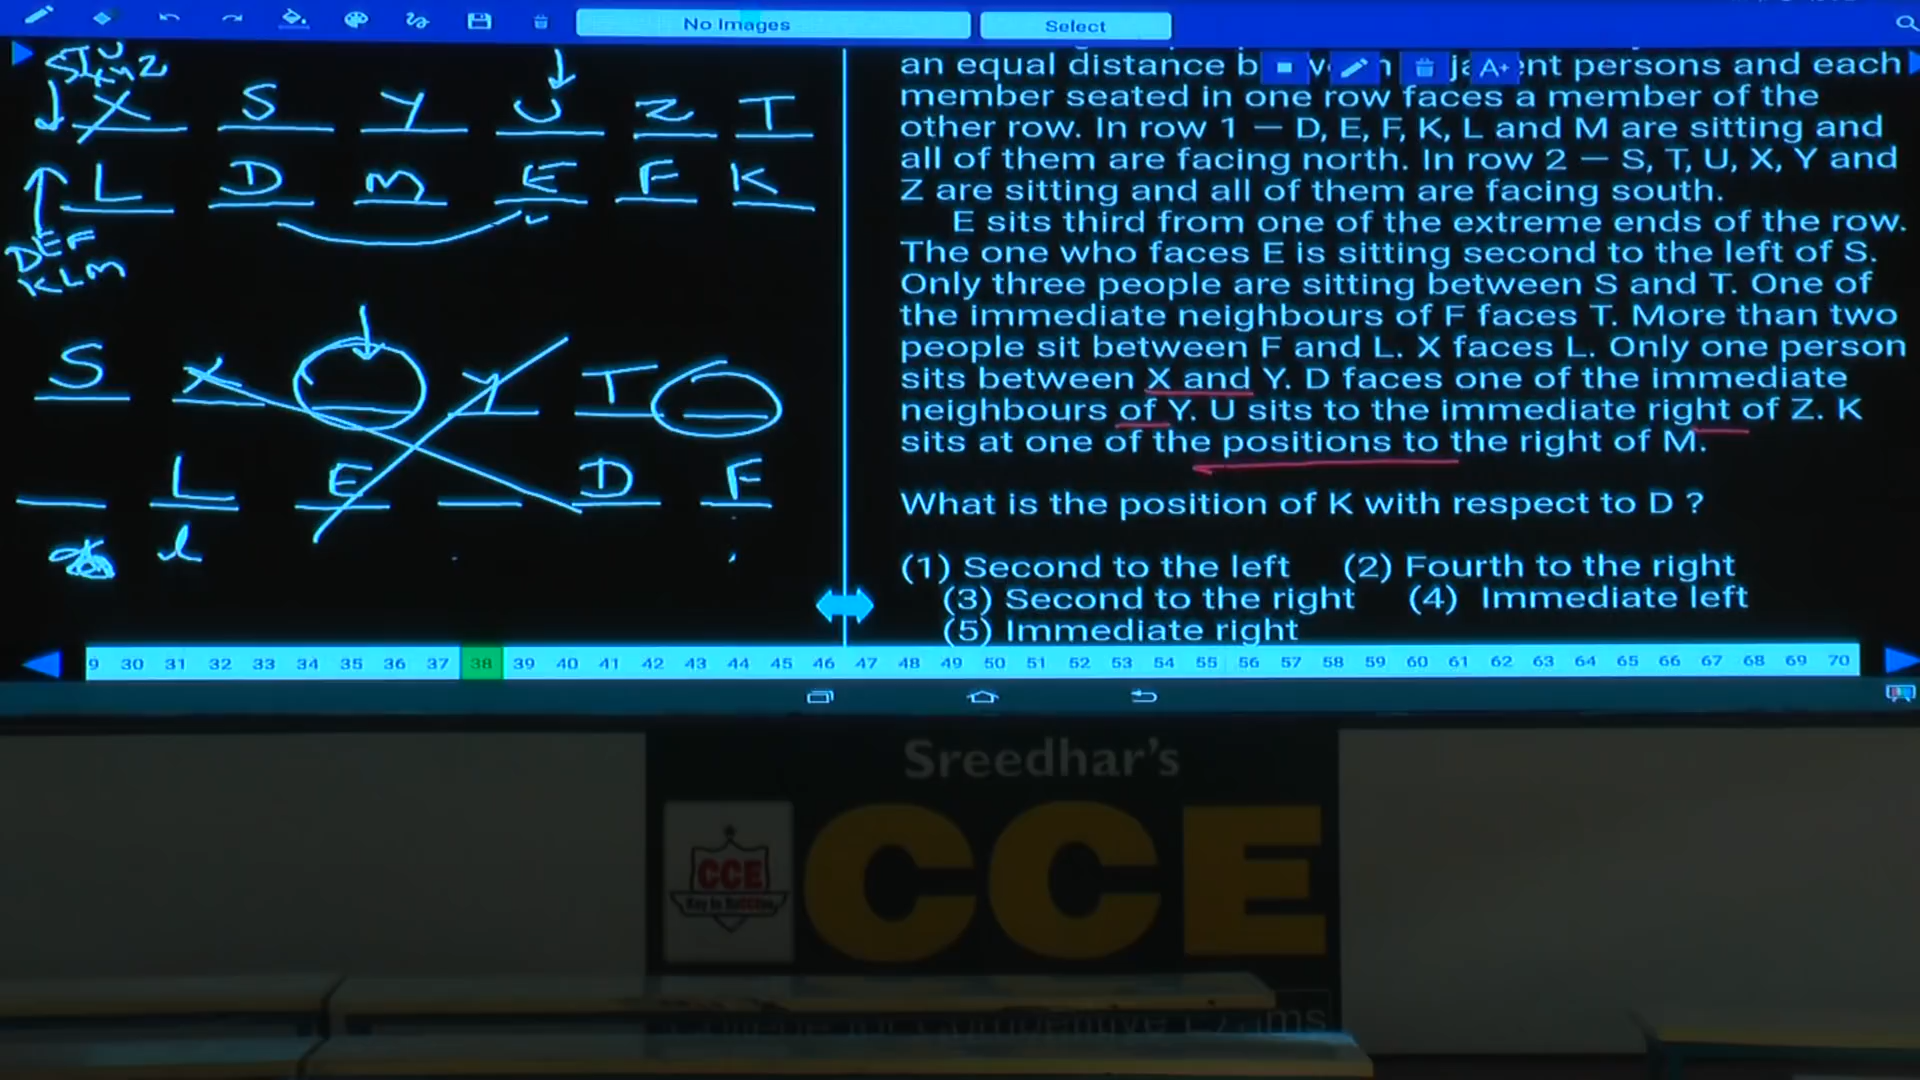 No Images
Select
STU
XYZ
X S Y U Z T
L D M E F K
DEF
KLM
S X Y T
L E D F
l
an equal distance b
nt persons and each
A+
member seated in one row faces a member of the
other row. In row 1 — D, E, F, K, L and M are sitting and
all of them are facing north. In row 2 — S, T, U, X, Y and
Z are sitting and all of them are facing south.
E sits third from one of the extreme ends of the row.
The one who faces E is sitting second to the left of S.
Only three people are sitting between S and T. One of
the immediate neighbours of F faces T. More than two
people sit between F and L. X faces L. Only one person
sits between X and Y. D faces one of the immediate
neighbours of Y. U sits to the immediate right of Z. K
sits at one of the positions to the right of M.
What is the position of K with respect to D ?
(1) Second to the left (2) Fourth to the right
(3) Second to the right (4) Immediate left
(5) Immediate right
9 30 31 32 33 34 35 36 37 38 39 40 41 42 43 44 45 46 47 48 49 50 51 52 53 54 55 56 57 58 59 60 61 62 63 64 65 66 67 68 69 70
Sreedhar's
CCE
CCE
Key to Success